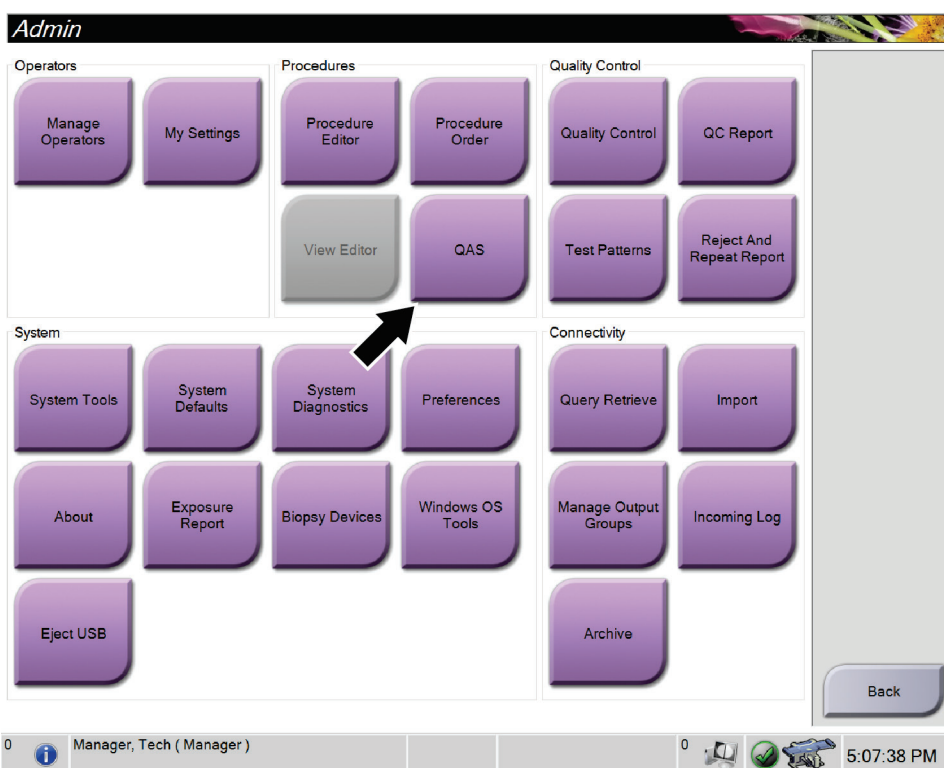 Admin
Operators
Manage
Operators
My Settings
Procedures
Procedure
Editor
Procedure
Order
View Editor
QAS
Quality Control
Quality Control
QC Report
Test Patterns
Reject And
Repeat Report
System
System Tools
System
Defaults
System
Diagnostics
Preferences
About
Exposure
Report
Biopsy Devices
Windows OS
Tools
Eject USB
Connectivity
Query Retrieve
Import
Manage Output
Groups
Incoming Log
Archive
Back
0
Manager, Tech ( Manager )
0
5:07:38 PM